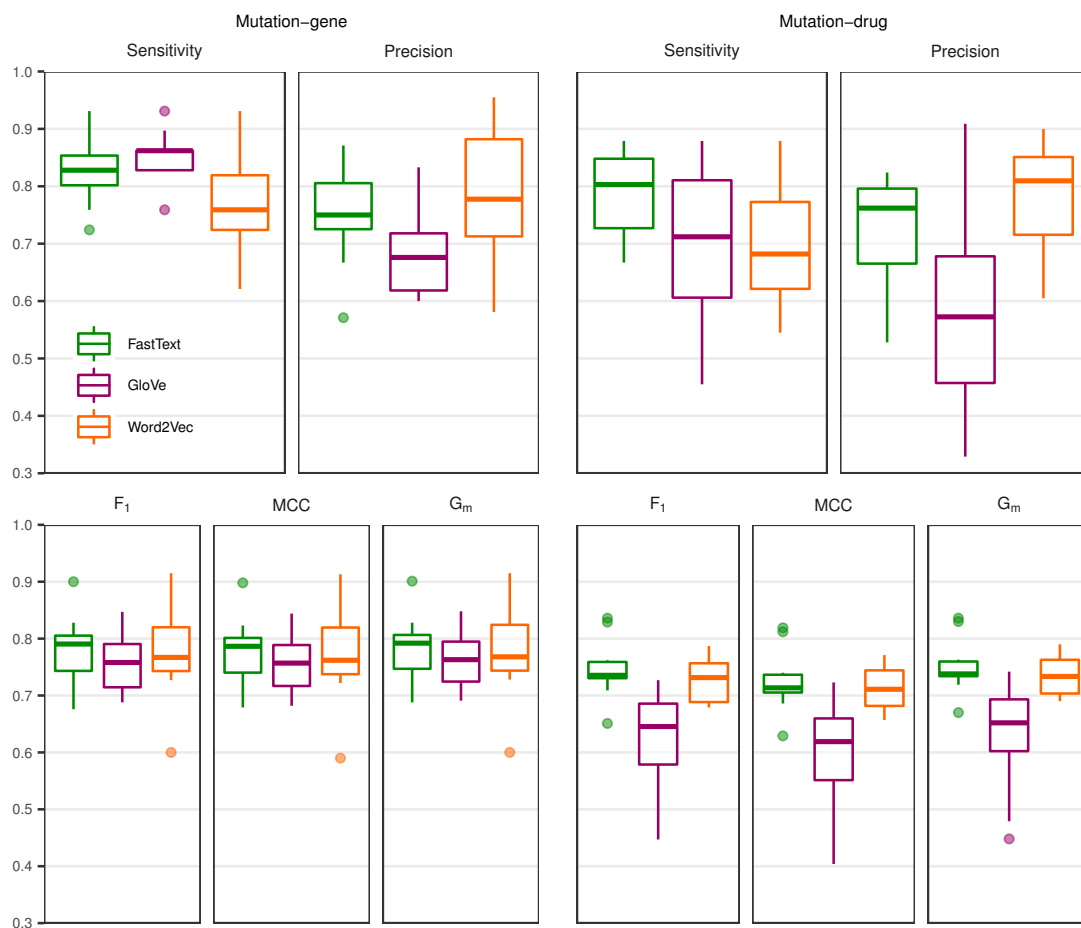 Mutation−gene
Mutation−drug
Sensitivity
Precision
Sensitivity
Precision
1.0
0.9
0.8
0.7
0.6
0.5
0.4
0.3
FastText
GloVe
Word2Vec
F1
MCC
Gm
F1
MCC
Gm
1.0
0.9
0.8
0.7
0.6
0.5
0.4
0.3